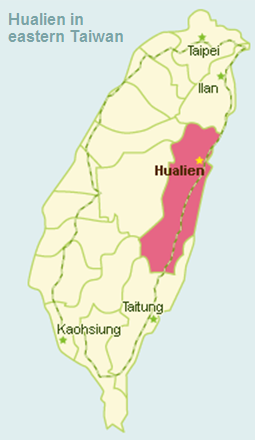 Hualien in
eastern Taiwan
Taipei
Ilan
Hualien
Taitung
Kaohsiung